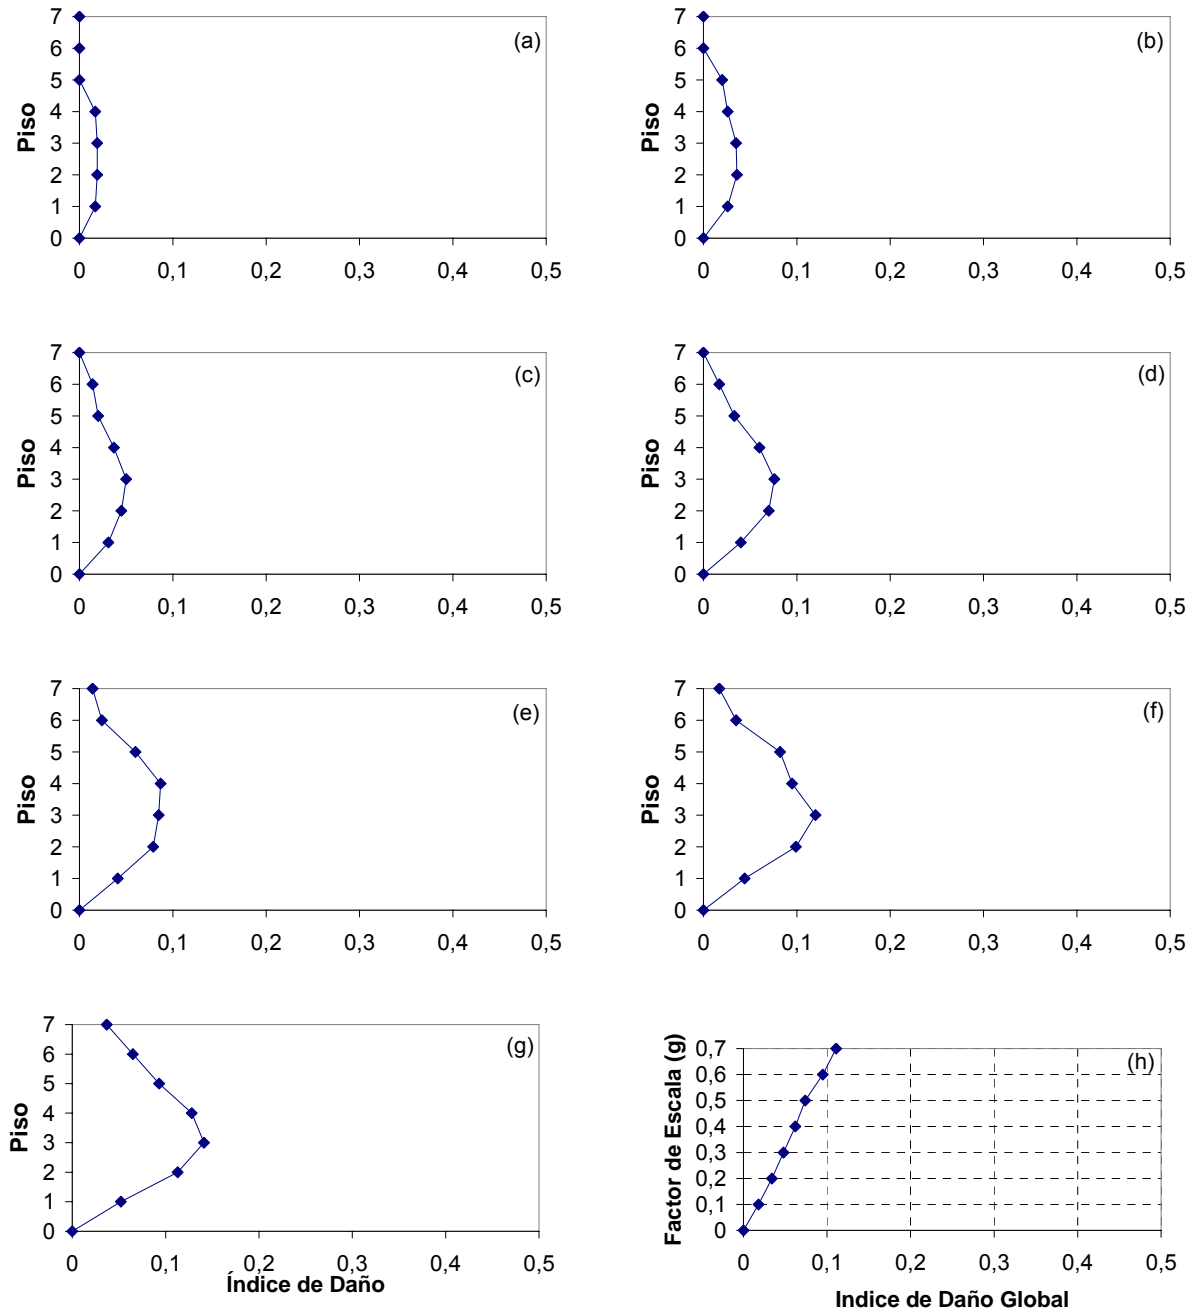 7
6
5
4
3
2
1
0
Piso
(a)
0 0,1 0,2 0,3 0,4 0,5
7
6
5
4
3
2
1
0
Piso
(b)
0 0,1 0,2 0,3 0,4 0,5
7
6
5
4
3
2
1
0
Piso
(c)
0 0,1 0,2 0,3 0,4 0,5
7
6
5
4
3
2
1
0
Piso
(d)
0 0,1 0,2 0,3 0,4 0,5
7
6
5
4
3
2
1
0
Piso
(e)
0 0,1 0,2 0,3 0,4 0,5
7
6
5
4
3
2
1
0
Piso
(f)
0 0,1 0,2 0,3 0,4 0,5
7
6
5
4
3
2
1
0
Piso
(g)
0 0,1 0,2 0,3 0,4 0,5
Índice de Daño
0,7
0,6
0,5
0,4
0,3
0,2
0,1
0
Factor de Escala (g)
(h)
0 0,1 0,2 0,3 0,4 0,5
Indice de Daño Global